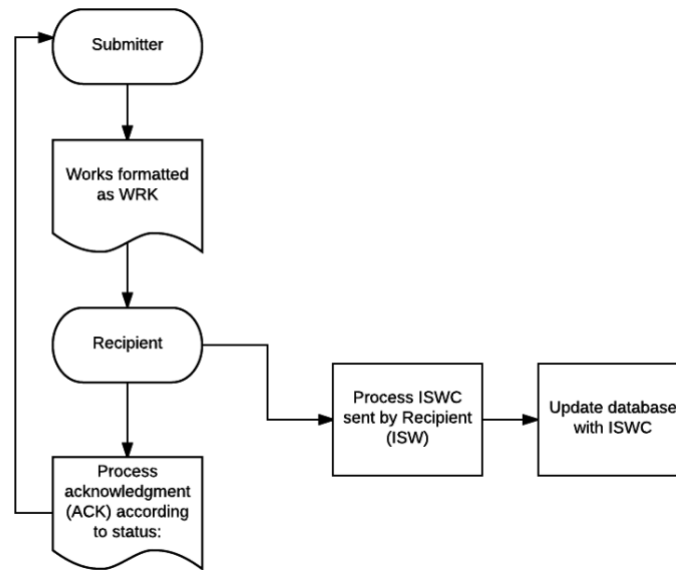 Submitter
Works formatted
as WRK
Recipient
Process ISWC
sent by Recipient
(ISW)
Update database
with ISWC
Process
acknowledgment
(ACK) according
to status: